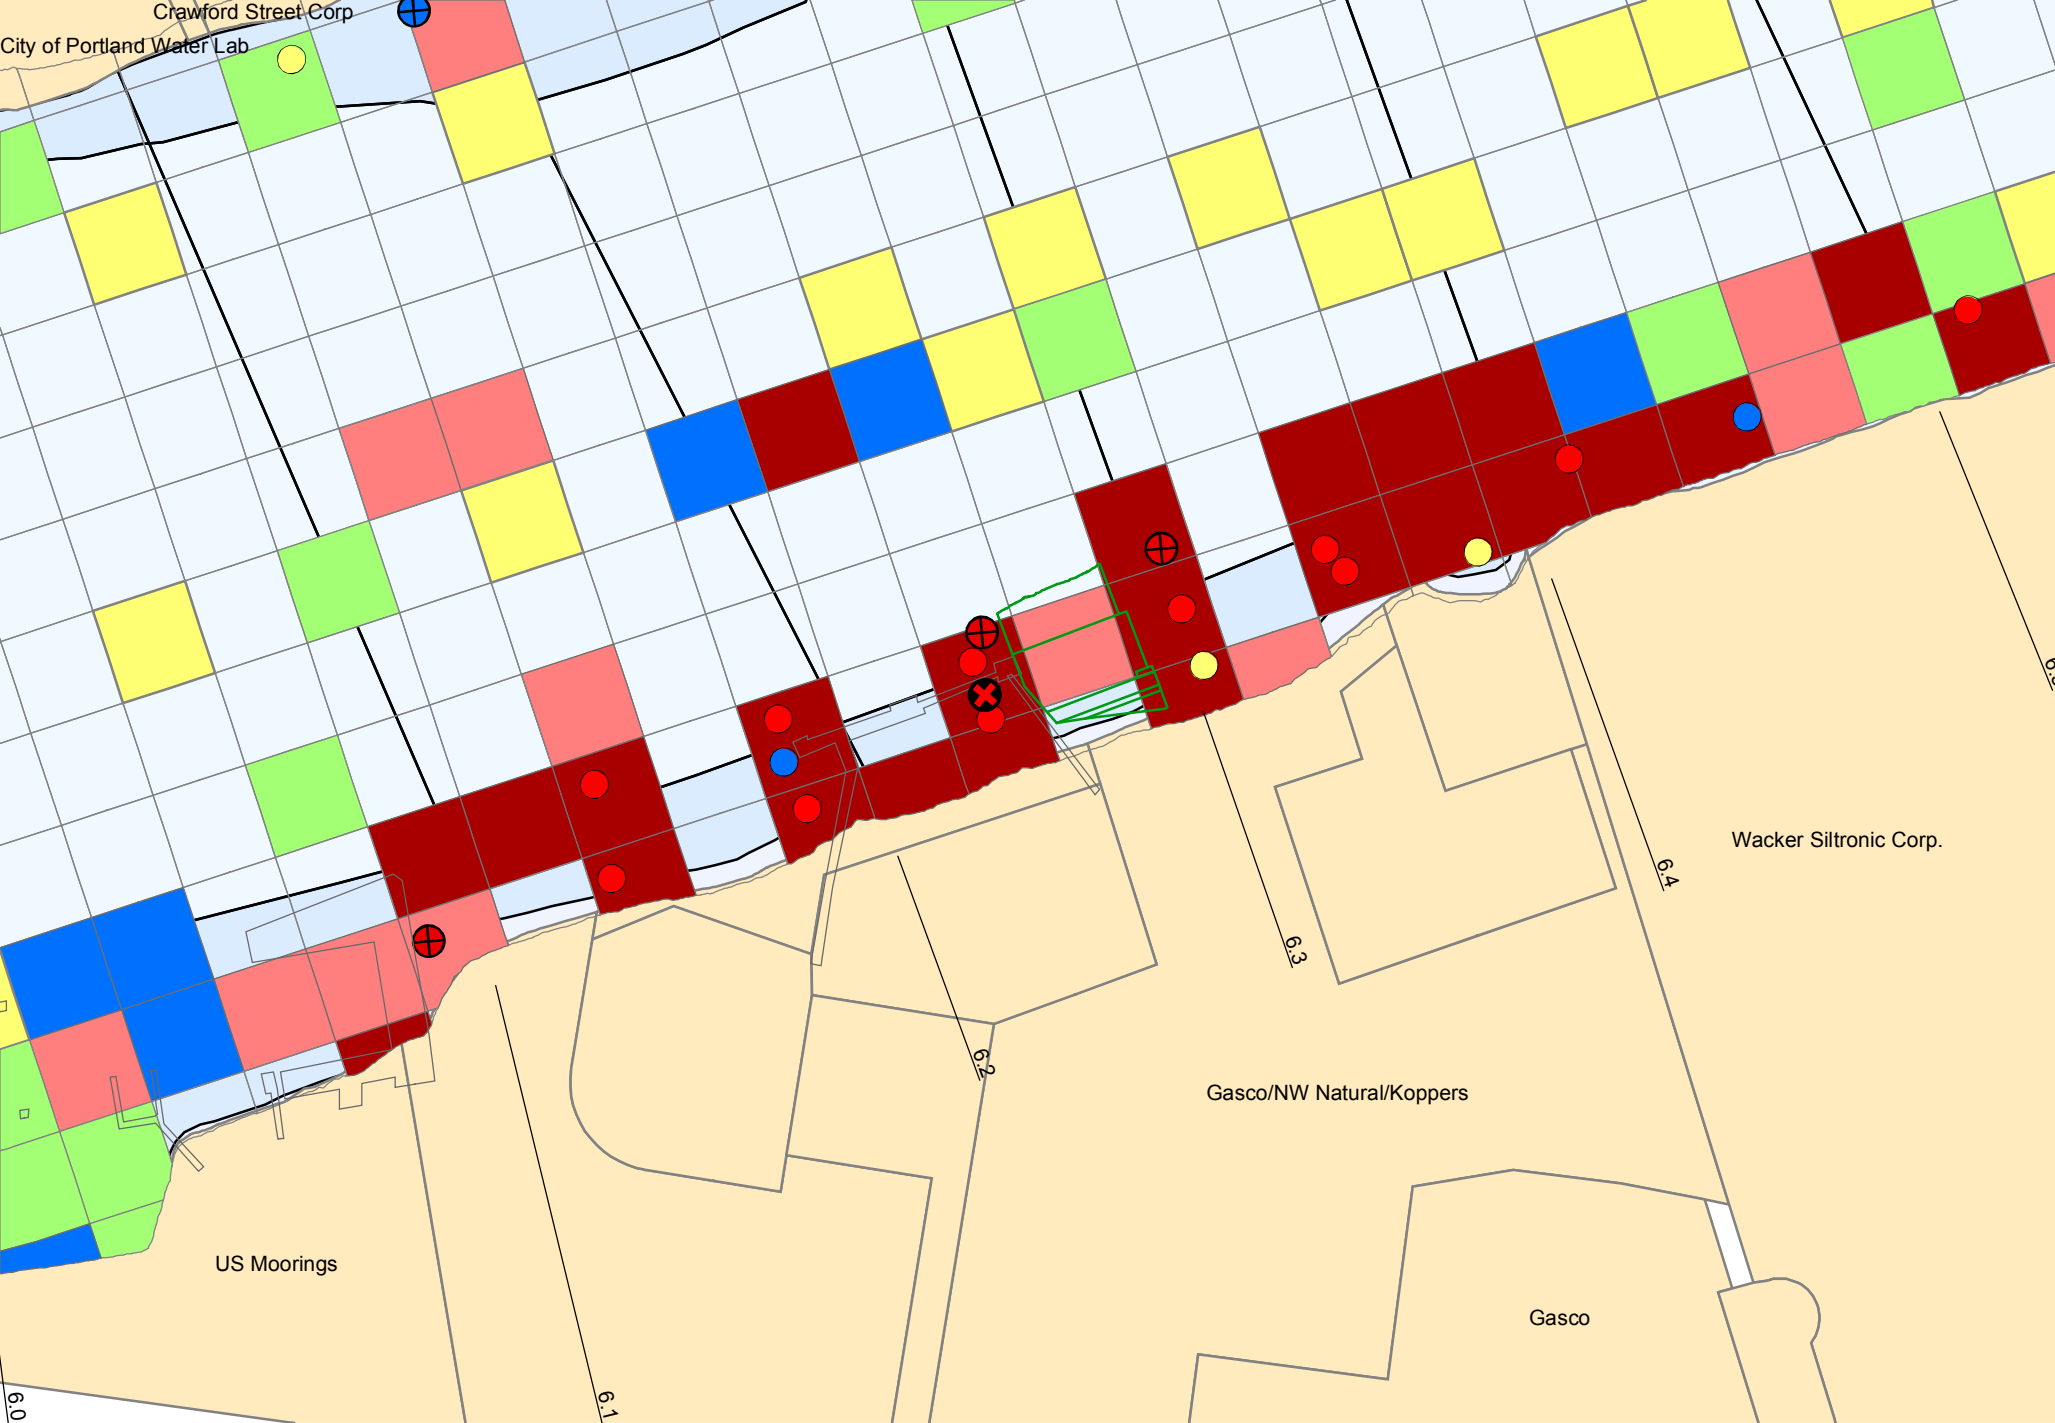 Crawford Street Corp
City of Portland Water Lab
Wacker Siltronic Corp.
6.4
6.3
6.2
Gasco/NW Natural/Koppers
US Moorings
Gasco
6.1
6.0